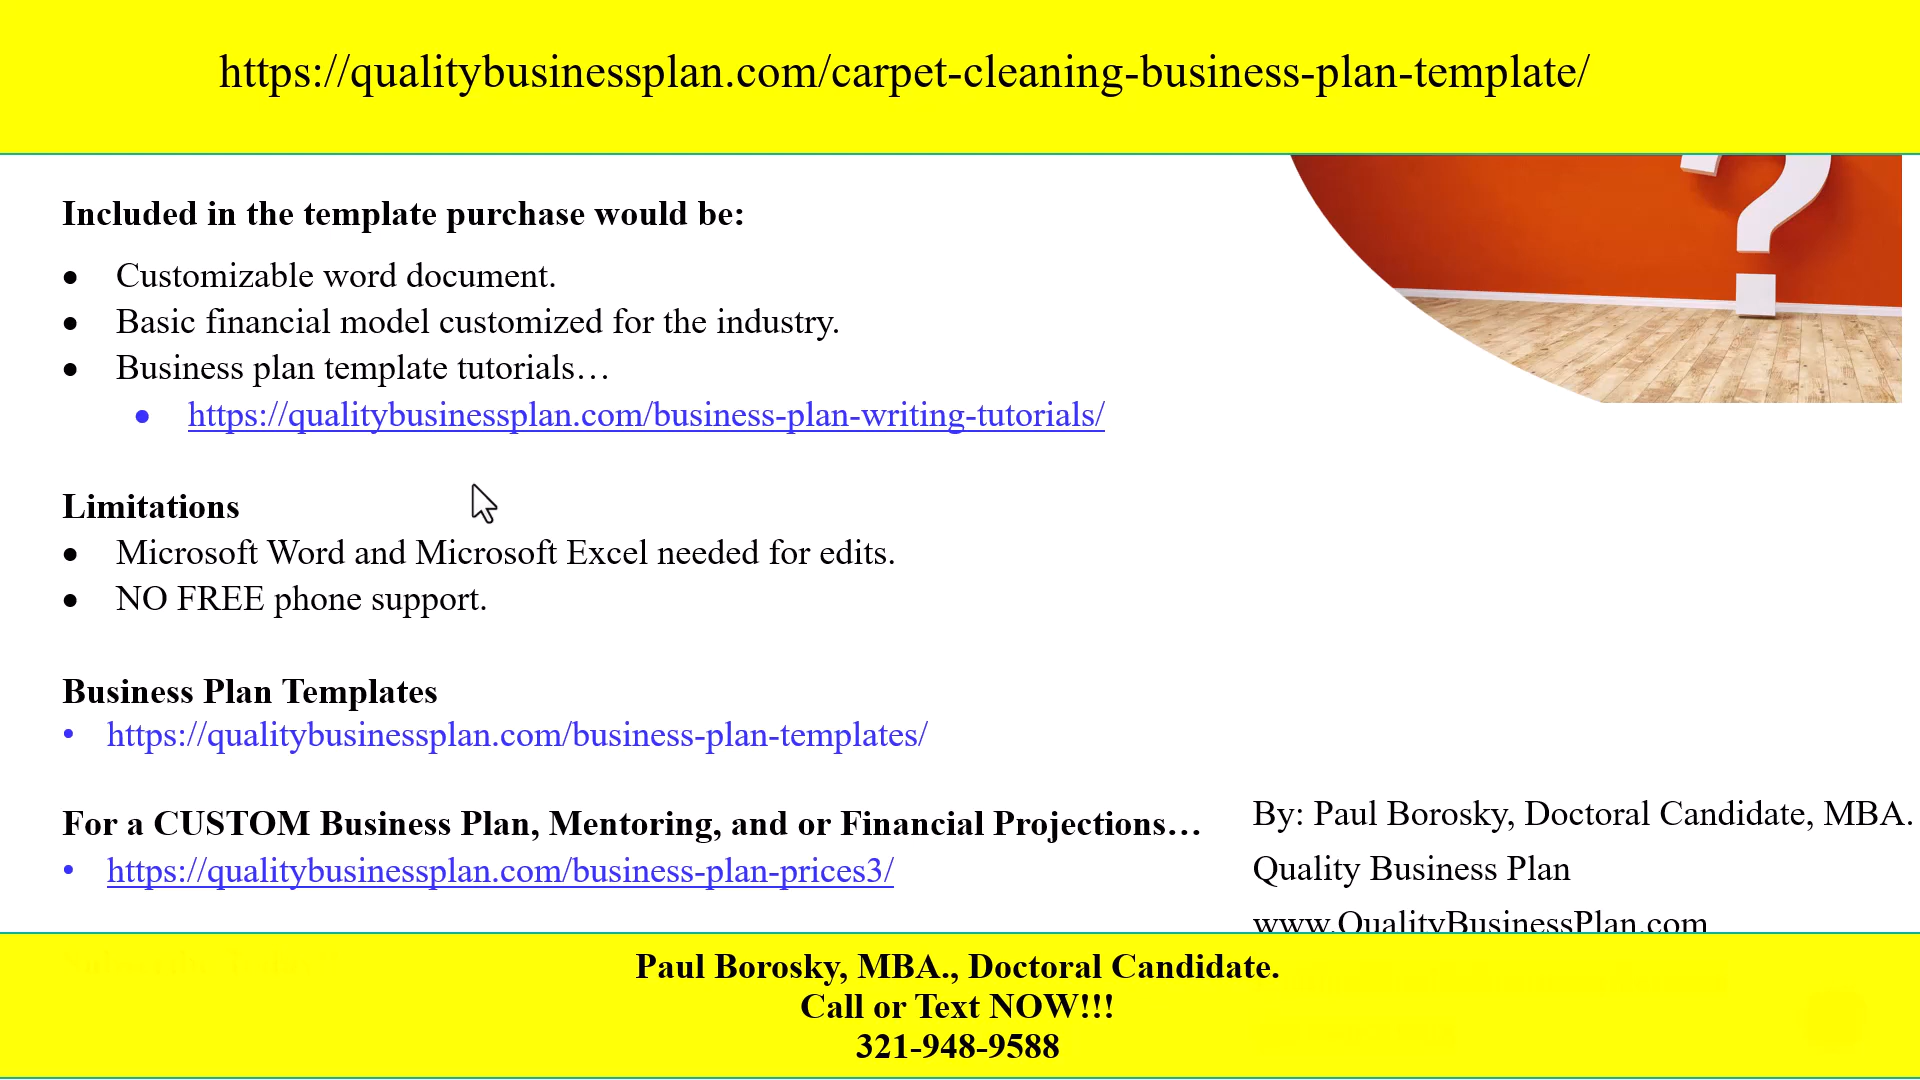 https://qualitybusinessplan.com/carpet-cleaning-business-plan-template/
Included in the template purchase would be:
• Customizable word document.
• Basic financial model customized for the industry.
• Business plan template tutorials…
• https://qualitybusinessplan.com/business-plan-writing-tutorials/
Limitations
• Microsoft Word and Microsoft Excel needed for edits.
• NO FREE phone support.
Business Plan Templates
• https://qualitybusinessplan.com/business-plan-templates/
For a CUSTOM Business Plan, Mentoring, and or Financial Projections…
• https://qualitybusinessplan.com/business-plan-prices3/
By: Paul Borosky, Doctoral Candidate, MBA.
Quality Business Plan
www.QualityBusinessPlan.com
Paul Borosky, MBA., Doctoral Candidate.
Call or Text NOW!!!
321-948-9588